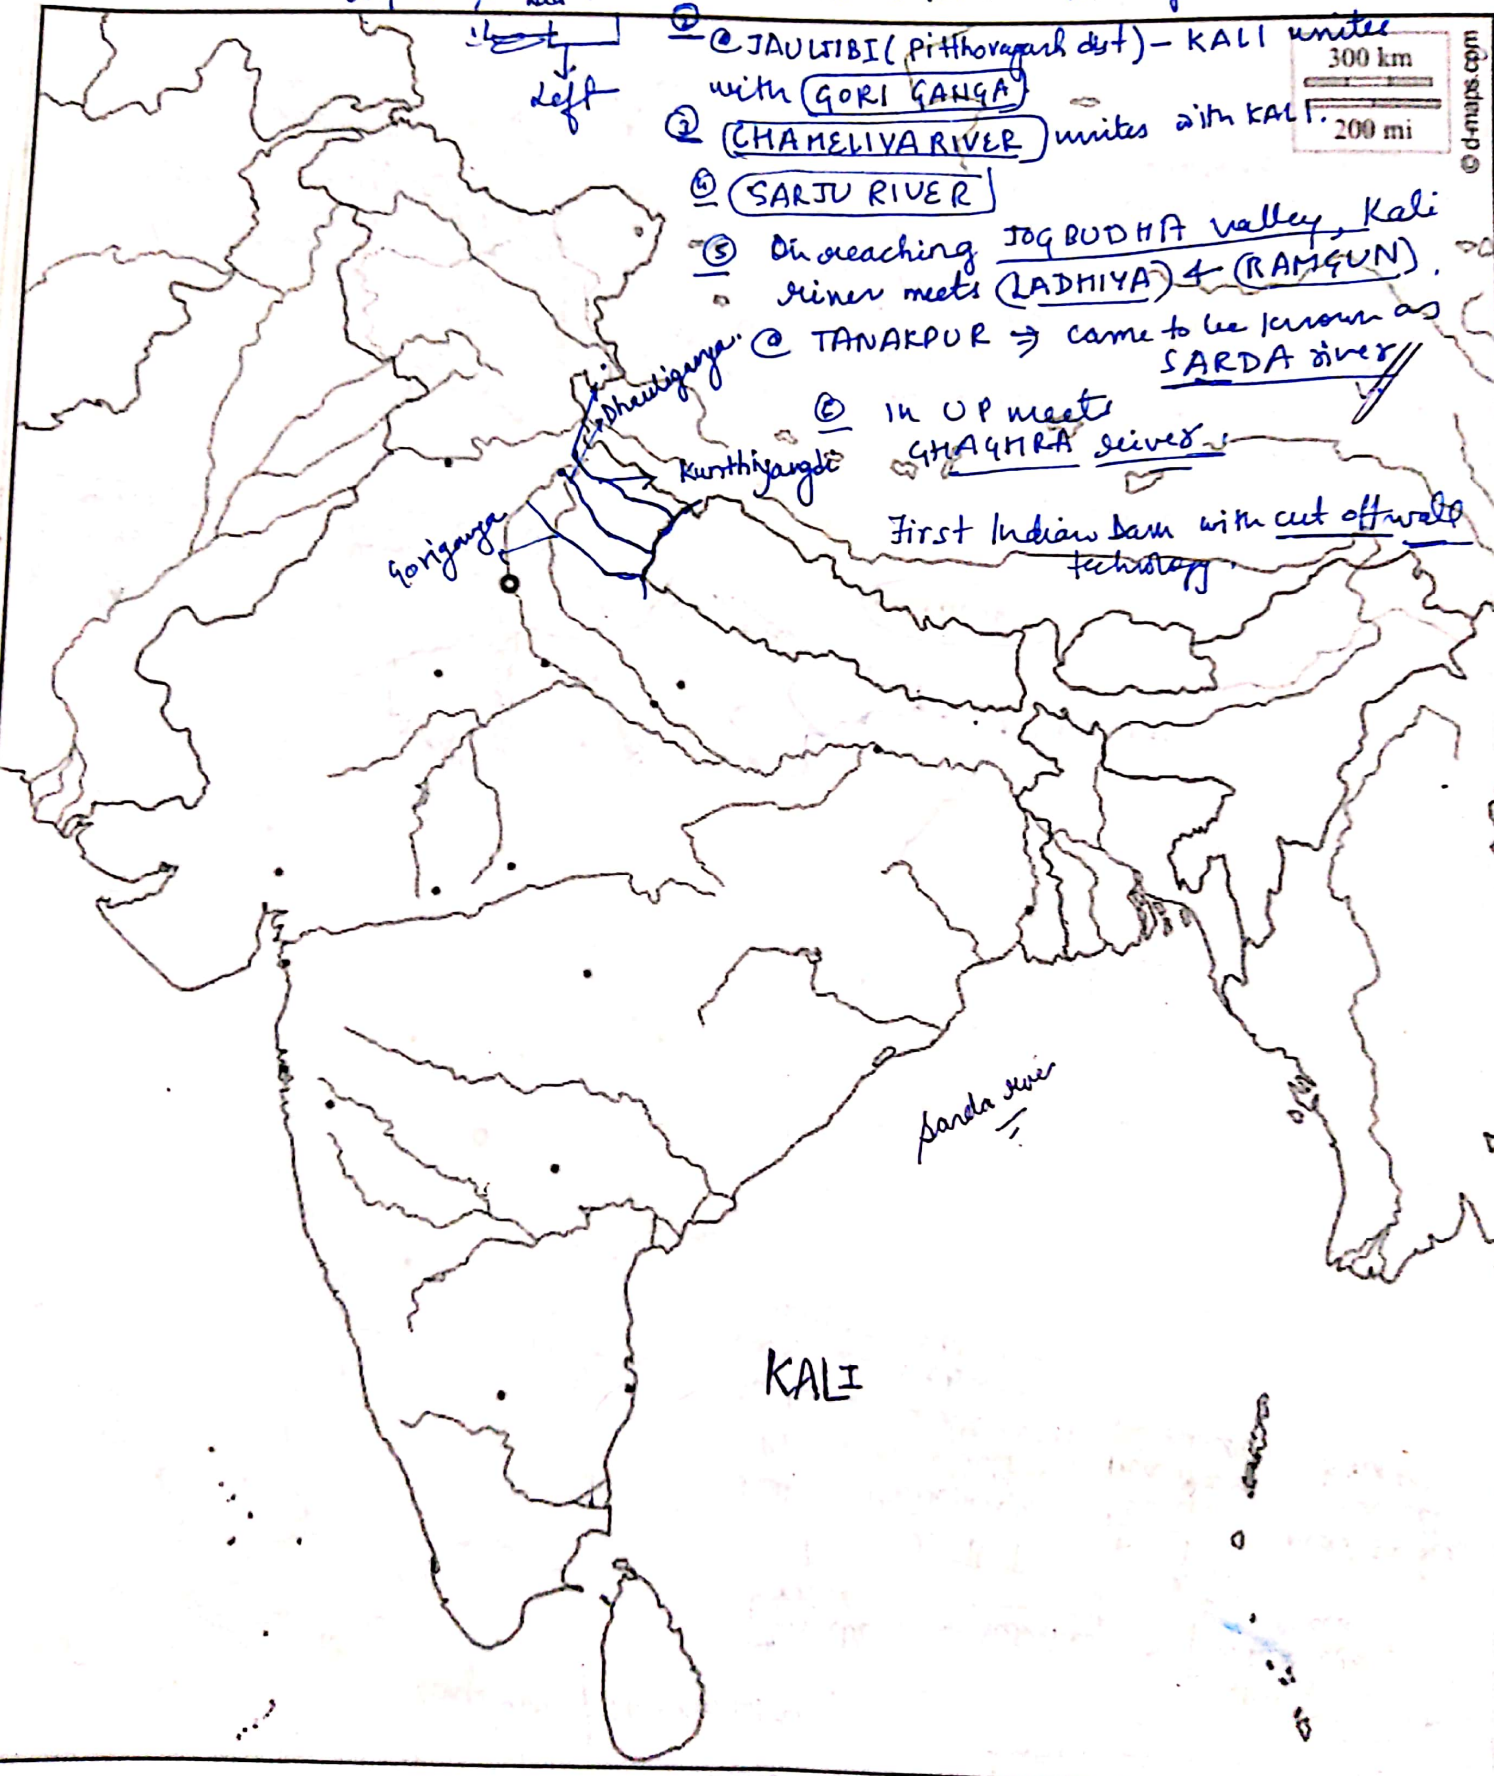 Left
② @ JAULJIBI ( Pitthoragarh dist) – KALI unites
with GORI GANGA
③ CHAMELIYA RIVER unites with KALI.
④ SARJU RIVER
⑤ On reaching JOGBUDHA valley, Kali
river meets (LADHIYA) & (RAMGUN).
@ TANAKPUR ⇒ came to be known as
SARDA river
⑥ in UP meets
GHAGHRA river.
First Indian Dam with cut off wall
technology.
300 km
200 mi
© d-maps.com
Dhauliganga.
Kunthiyangdi
Goriganga
Sarda river
KALI